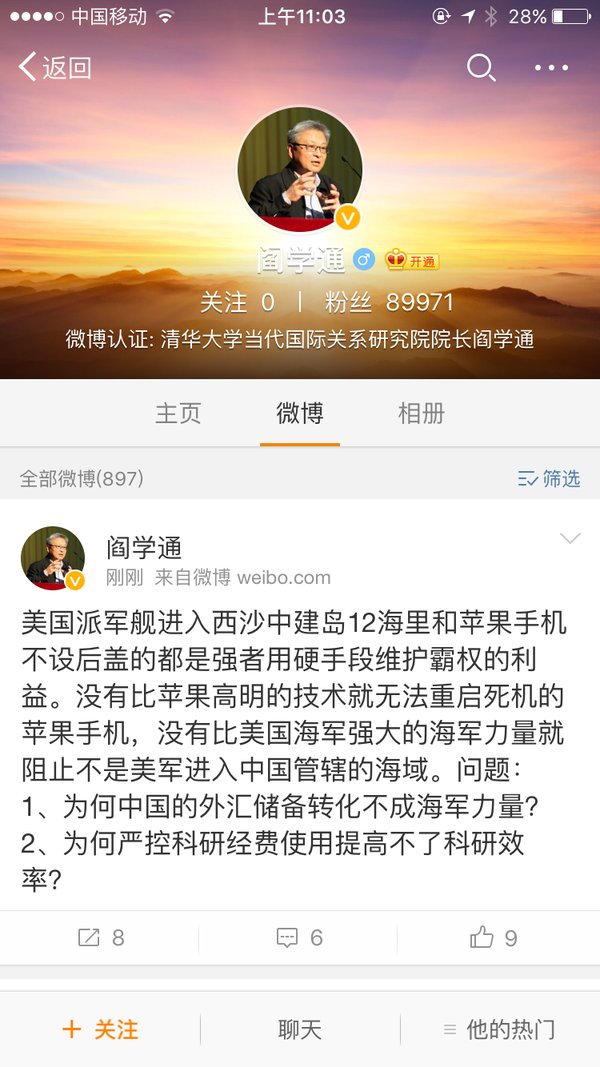 中国移动 上午11:03 28%
返回
阎学通 开通
关注 0 | 粉丝 89971
微博认证: 清华大学当代国际关系研究院院长阎学通
主页 微博 相册
全部微博(897) 筛选
阎学通
刚刚 来自微博 weibo.com
美国派军舰进入西沙中建岛12海里和苹果手机
不设后盖的都是强者用硬手段维护霸权的利
益。没有比苹果高明的技术就无法重启死机的
苹果手机，没有比美国海军强大的海军力量就
阻止不是美军进入中国管辖的海域。问题：
1、为何中国的外汇储备转化不成海军力量？
2、为何严控科研经费使用提高不了科研效
率？
8 6 9
关注 聊天 他的热门